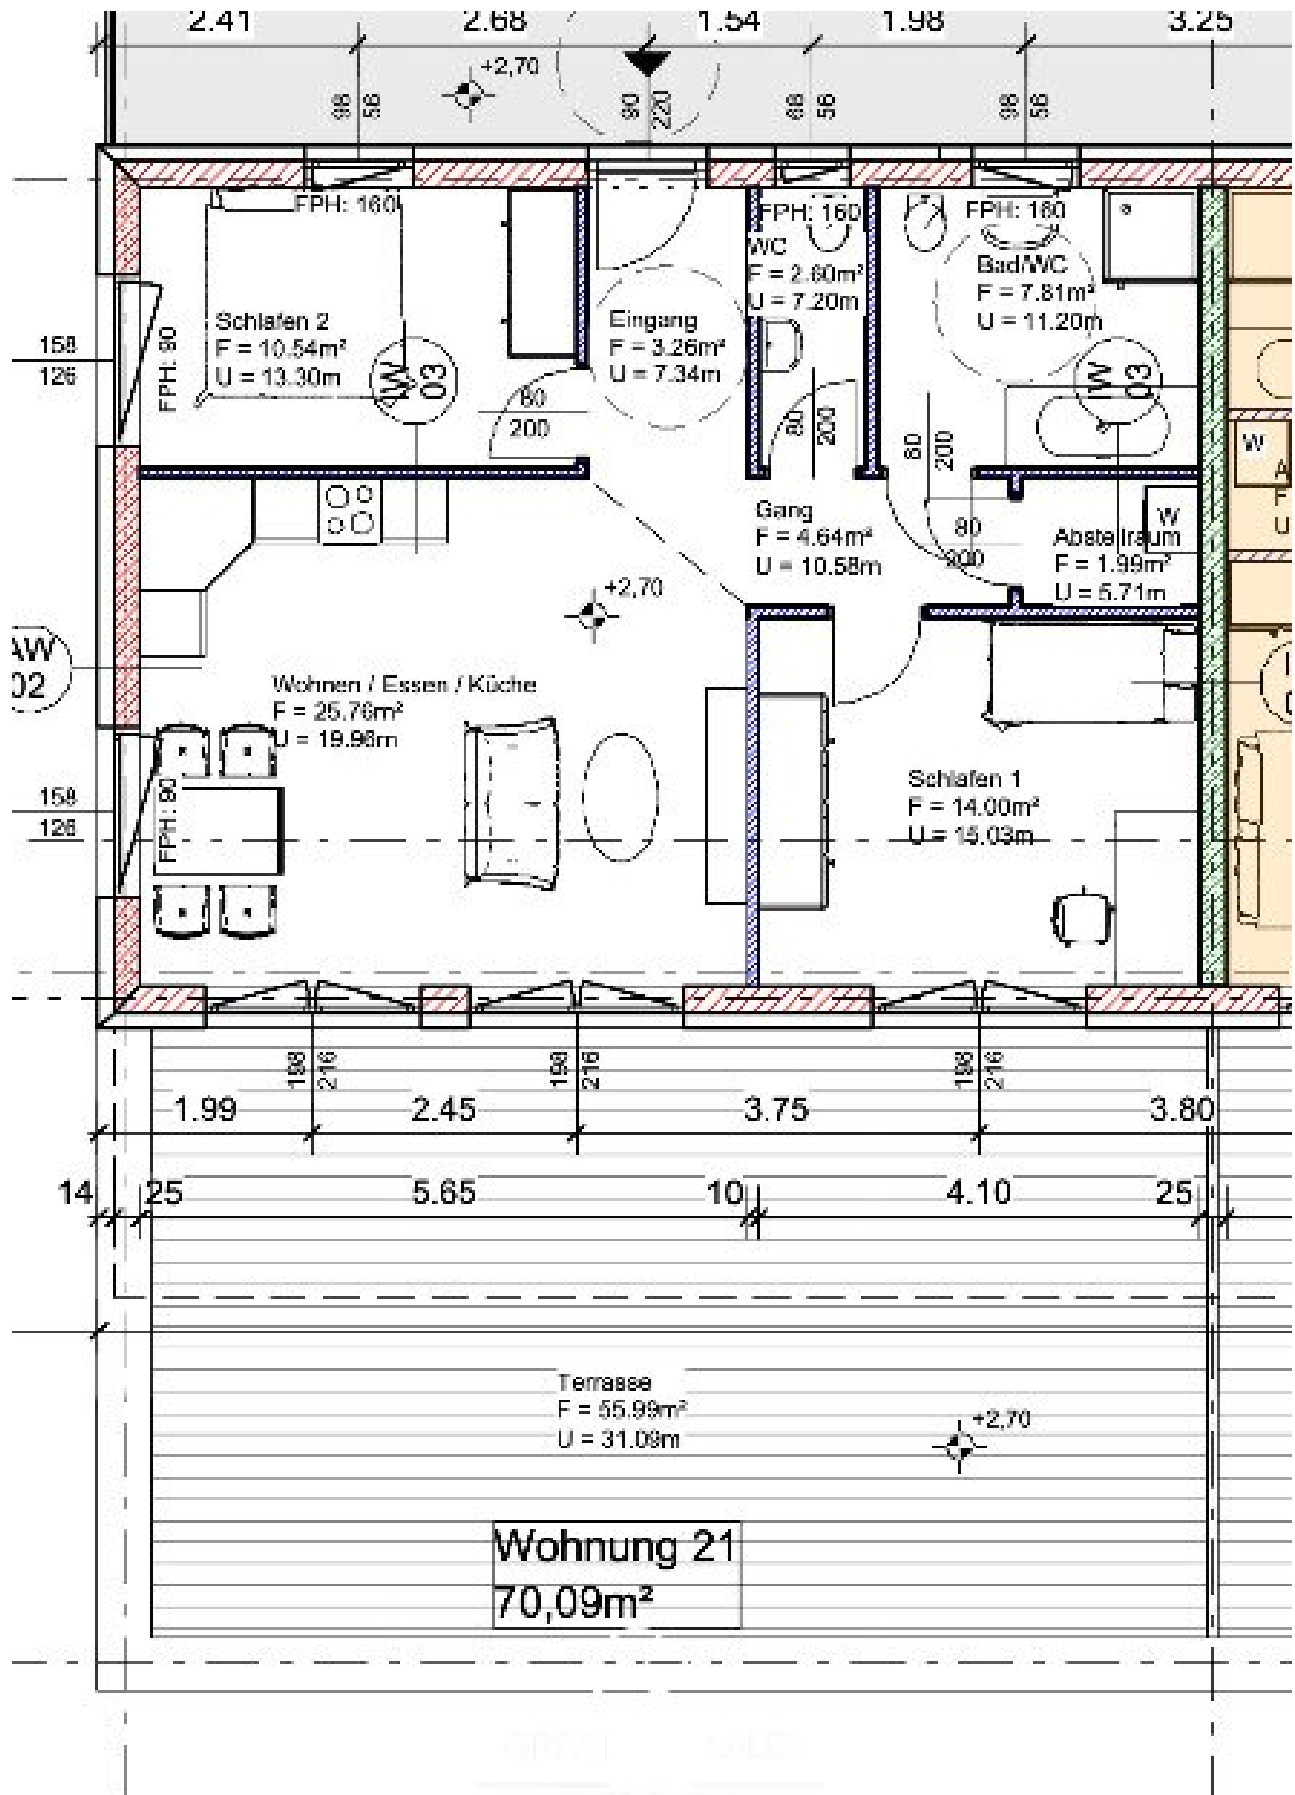 2.41 2.68 1.54 1.98 3.25
+2,70
98 56
90 220
68 56
98 56
FPH: 160
FPH: 160
FPH: 160
WC
F = 2.60m²
U = 7.20m
Bad/WC
F = 7.81m²
U = 11.20m
Schlafen 2
F = 10.54m²
U = 13.30m
Eingang
F = 3.26m²
U = 7.34m
158
126
FPH: 90
IW
03
IW
03
80
200
80
200
80
200
W
W
A
F
U
Gang
F = 4.64m²
U = 10.58m
80
200
Abstellraum
F = 1.99m²
U = 5.71m
+2,70
AW
02
Wohnen / Essen / Küche
F = 25.76m²
U = 19.96m
158
126
FPH: 90
Schlafen 1
F = 14.00m²
U = 15.03m
198 216
198 216
198 216
1.99 2.45 3.75 3.80
14 25 5.65 10 4.10 25
Terrasse
F = 55.99m²
U = 31.09m
+2,70
Wohnung 21
70,09m²